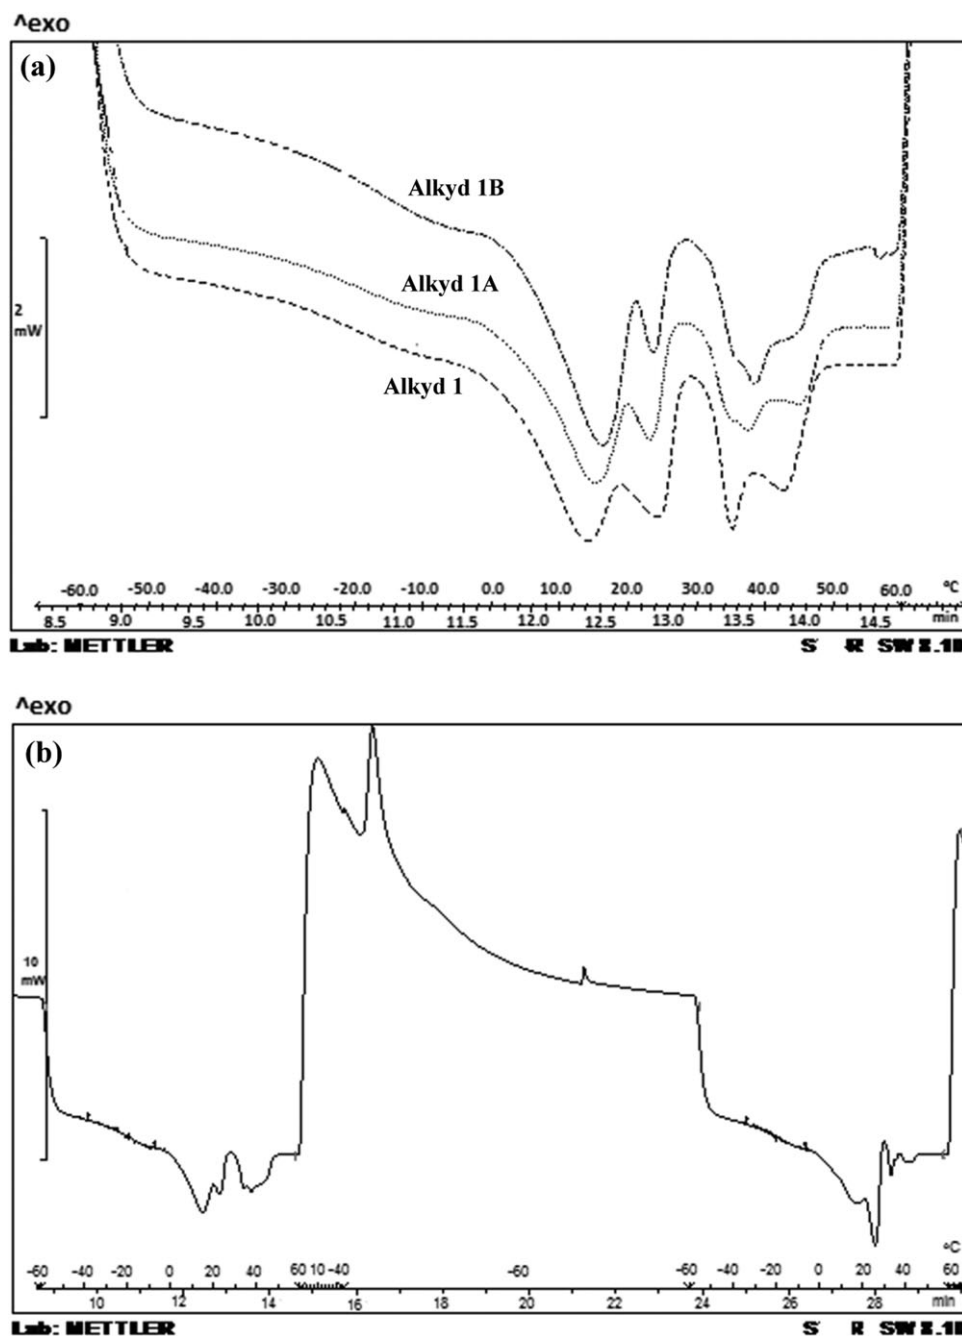 ^exo
(a)
Alkyd 1B
Alkyd 1A
Alkyd 1
2
mW
-60.0 -50.0 -40.0 -30.0 -20.0 -10.0 0.0 10.0 20.0 30.0 40.0 50.0 60.0 °C
8.5 9.0 9.5 10.0 10.5 11.0 11.5 12.0 12.5 13.0 13.5 14.0 14.5 min
Lab: METTLER
^exo
(b)
10
mW
-60 -40 -20 0 20 40 60 10 -40 -60 -60 -40 -20 0 20 40 60 °C
10 12 14 16 18 20 22 24 26 28 min
Lab: METTLER